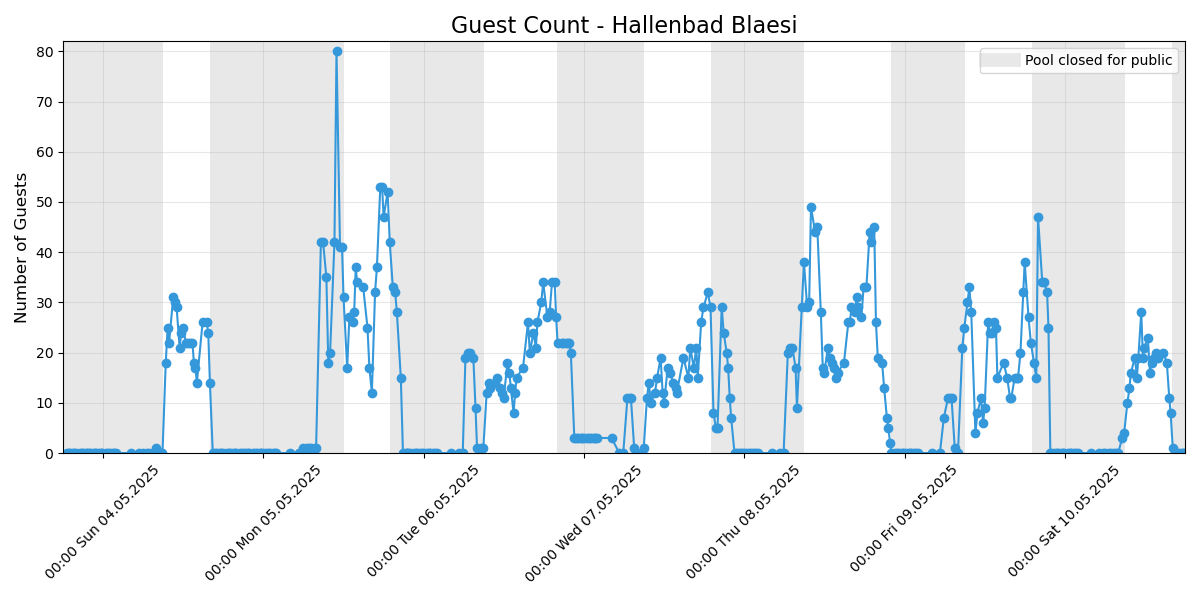 Guest Count - Hallenbad Blaesi
Pool closed for public
Number of Guests
80
70
60
50
40
30
20
10
0
00:00 Sun 04.05.2025
00:00 Mon 05.05.2025
00:00 Tue 06.05.2025
00:00 Wed 07.05.2025
00:00 Thu 08.05.2025
00:00 Fri 09.05.2025
00:00 Sat 10.05.2025